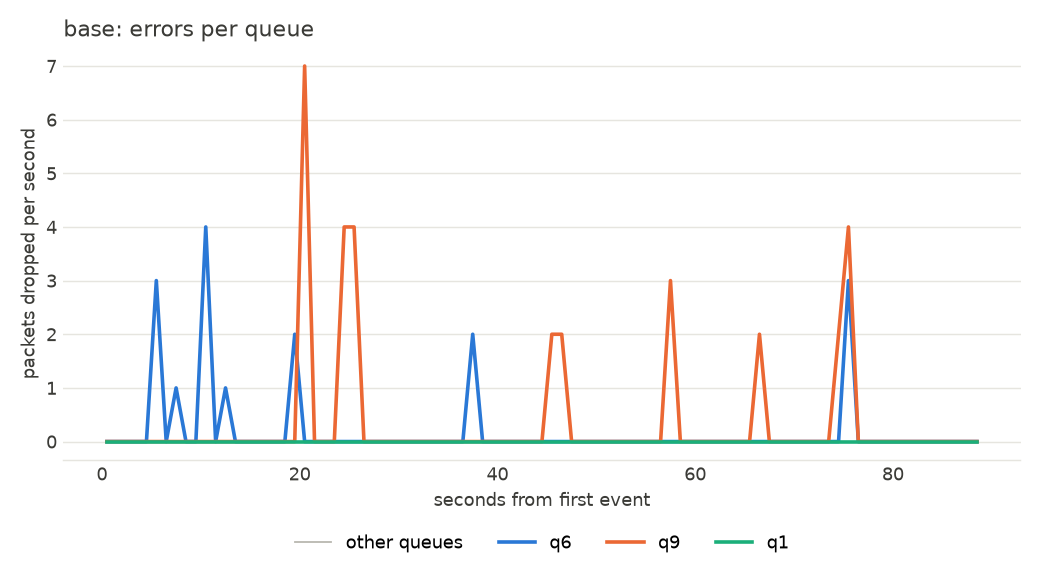 base: errors per queue
packets dropped per second
7
6
5
4
3
2
1
0
0 20 40 60 80
seconds from first event
other queues q6 q9 q1